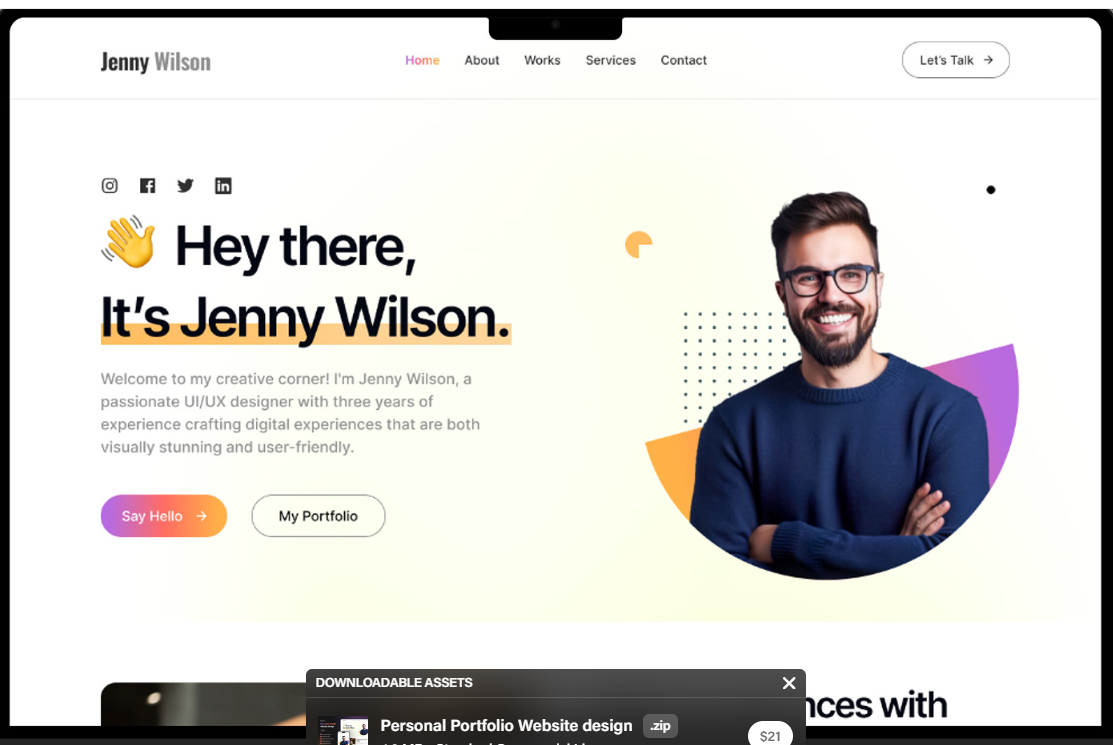 Jenny Wilson
Home About Works Services Contact
Let's Talk →
👋 Hey there,
It's Jenny Wilson.
Welcome to my creative corner! I'm Jenny Wilson, a
passionate UI/UX designer with three years of
experience crafting digital experiences that are both
visually stunning and user-friendly.
Say Hello →
My Portfolio
DOWNLOADABLE ASSETS
nces with
Personal Portfolio Website design .zip
$21